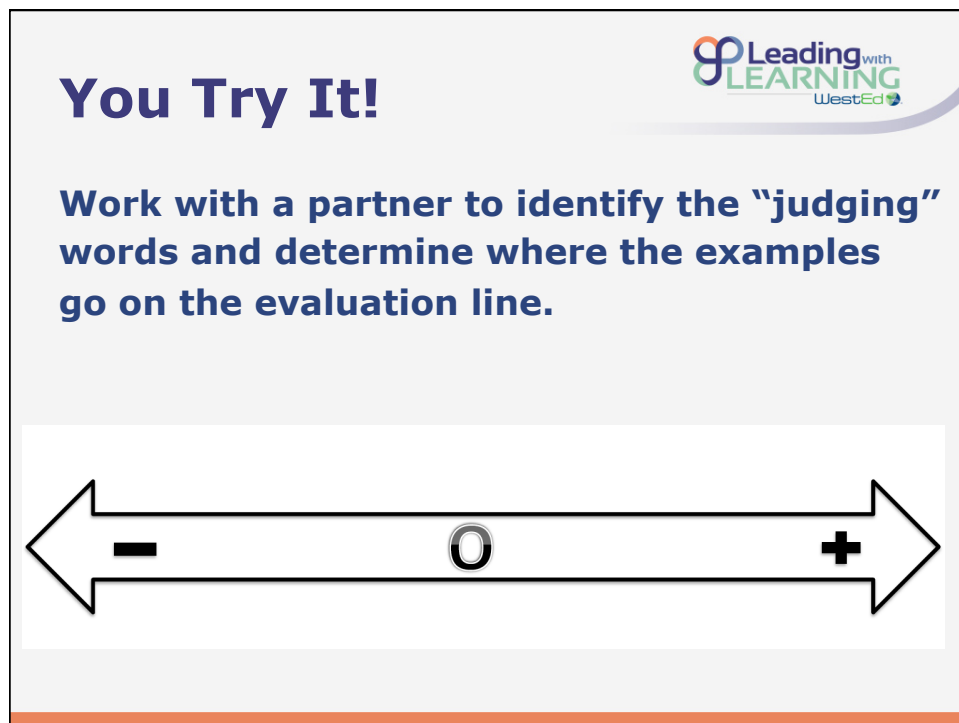 You Try It!
Leading with
LEARNING
WestEd
Work with a partner to identify the “judging”
words and determine where the examples
go on the evaluation line.
- O +